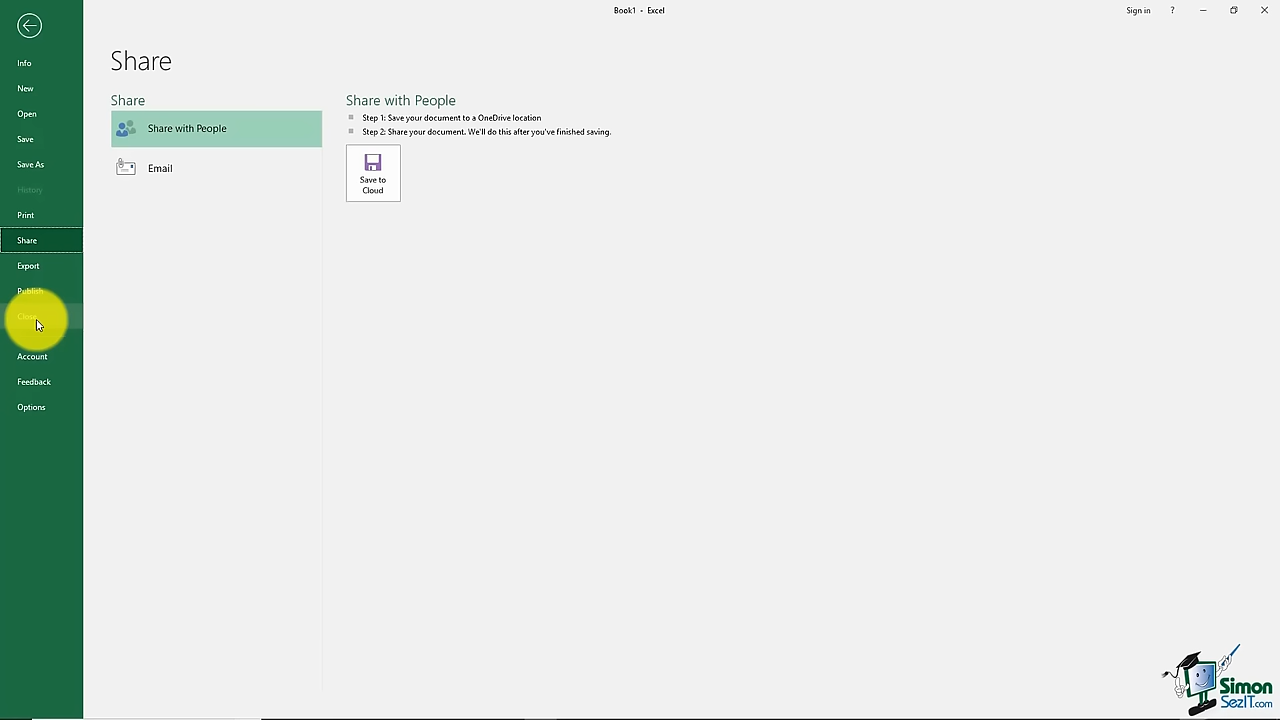 Book1 - Excel
Sign in
?
Info
New
Open
Save
Save As
History
Print
Share
Export
Publish
Close
Account
Feedback
Options
Share
Share
Share with People
Email
Share with People
Step 1: Save your document to a OneDrive location
Step 2: Share your document. We'll do this after you've finished saving.
Save to
Cloud
Simon
SezIT.com